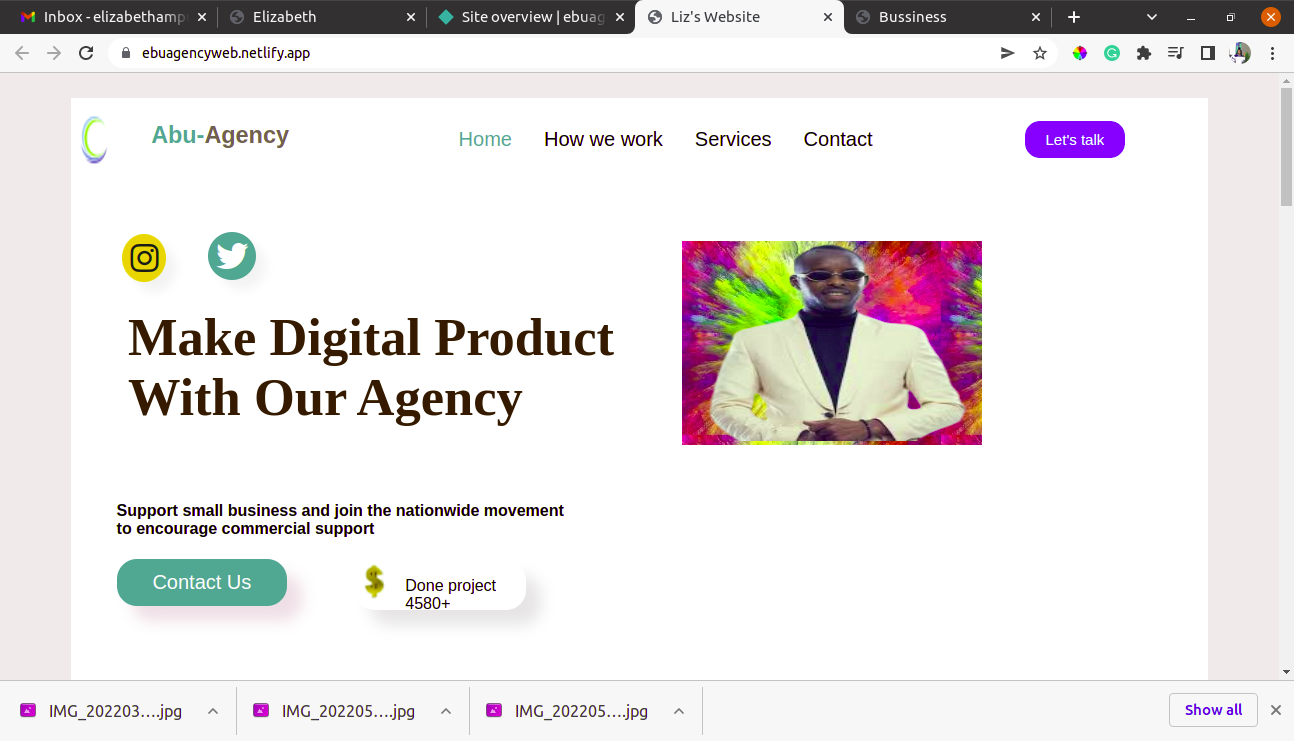 Inbox - elizabethamp
Elizabeth
Site overview | ebuag
Liz's Website
Bussiness
ebuagencyweb.netlify.app
Abu-Agency
Home
How we work
Services
Contact
Let's talk
Make Digital Product
With Our Agency
Support small business and join the nationwide movement
to encourage commercial support
Contact Us
Done project
4580+
IMG_202203....jpg
IMG_202205....jpg
IMG_202205....jpg
Show all